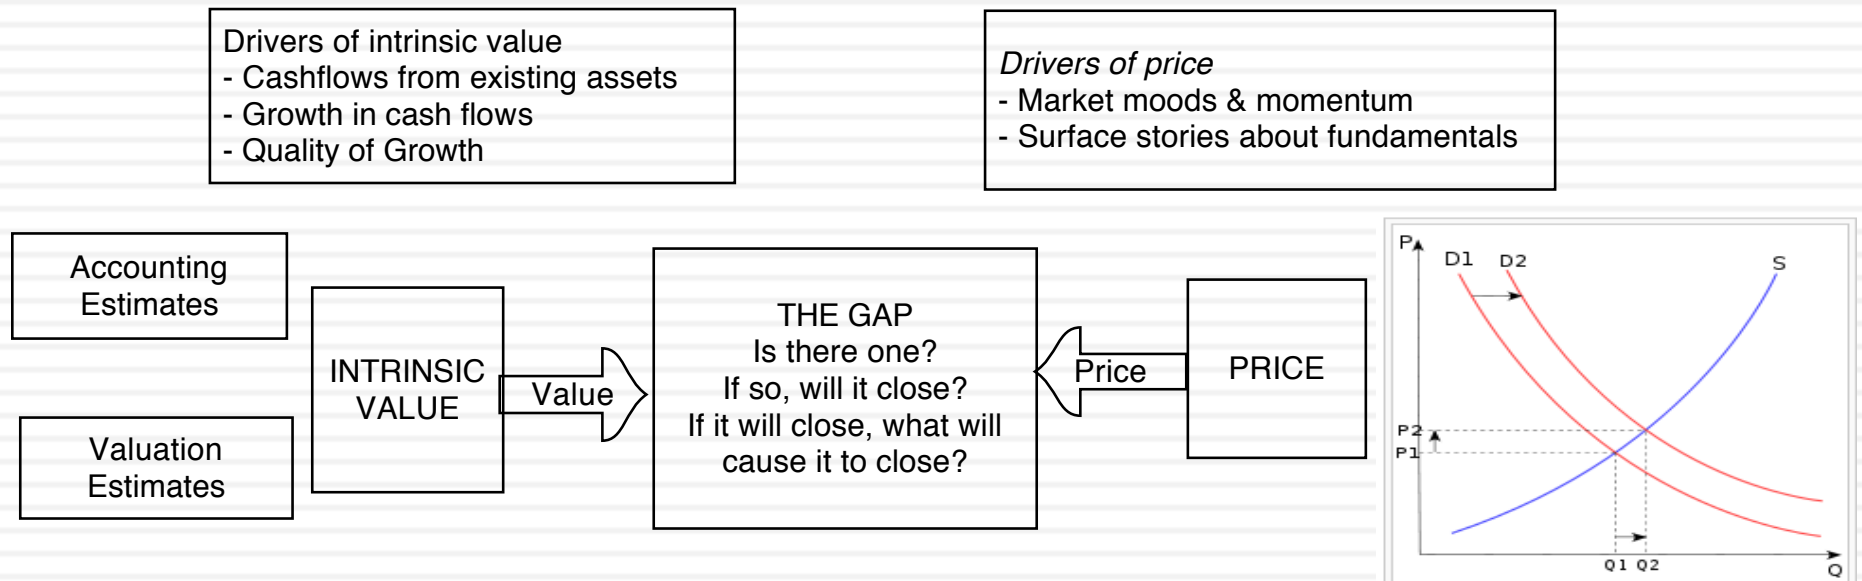 Drivers of intrinsic value
- Cashflows from existing assets
- Growth in cash flows
- Quality of Growth
Drivers of price
- Market moods & momentum
- Surface stories about fundamentals
Accounting
Estimates
Valuation
Estimates
INTRINSIC
VALUE
Value
THE GAP
Is there one?
If so, will it close?
If it will close, what will
cause it to close?
Price
PRICE
P
D1 D2
S
P2
P1
Q1 Q2
Q